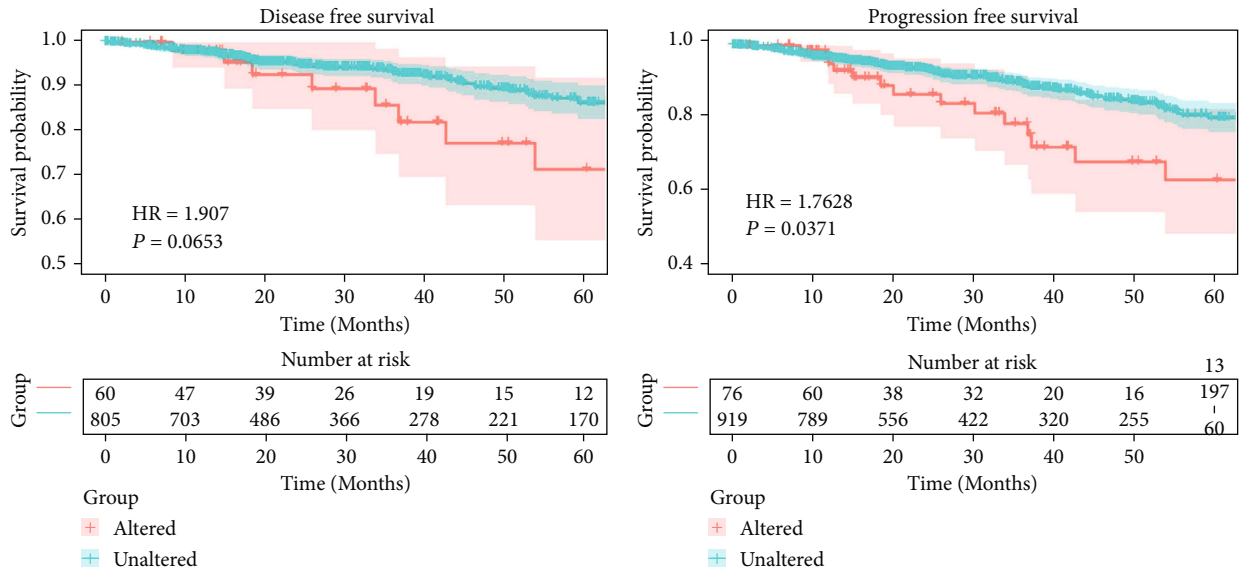 Disease free survival
Survival probability
1.0
0.9
0.8
0.7
0.6
0.5
HR = 1.907
P = 0.0653
0 10 20 30 40 50 60
Time (Months)
Number at risk
Group
60 47 39 26 19 15 12
805 703 486 366 278 221 170
0 10 20 30 40 50 60
Time (Months)
Group
Altered
Unaltered
Progression free survival
Survival probability
1.0
0.8
0.6
0.4
HR = 1.7628
P = 0.0371
0 10 20 30 40 50 60
Time (Months)
Number at risk
Group
76 60 38 32 20 16 13
919 789 556 422 320 255 197
0 10 20 30 40 50 60
Time (Months)
Group
Altered
Unaltered